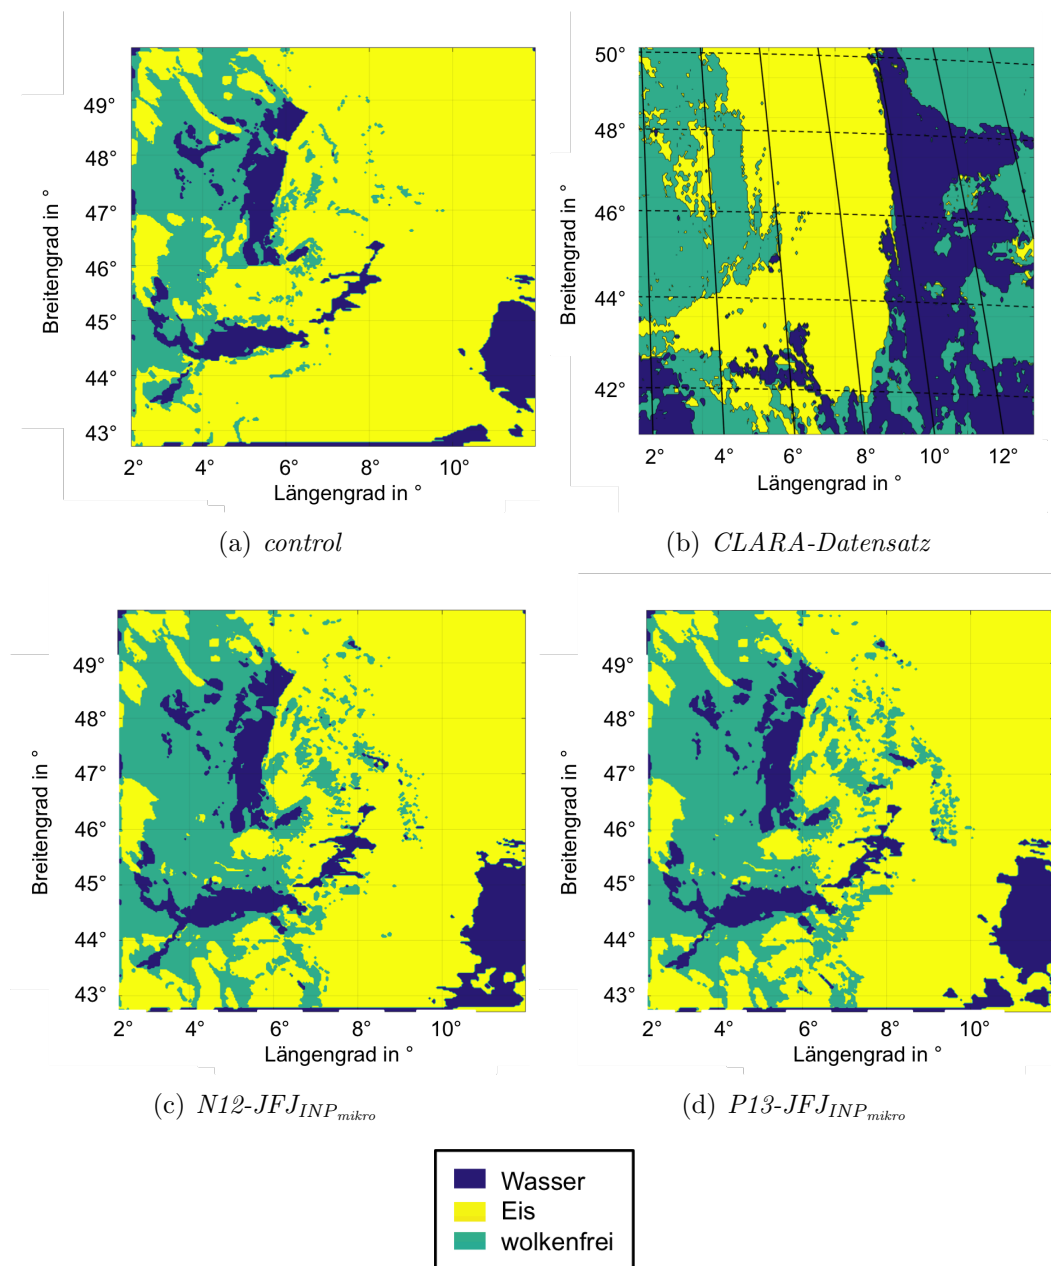 49°
48°
47°
46°
45°
44°
43°
Breitengrad in °
2° 4° 6° 8° 10°
Längengrad in °
(a) control
50°
48°
46°
44°
42°
Breitengrad in °
2° 4° 6° 8° 10° 12°
Längengrad in °
(b) CLARA-Datensatz
49°
48°
47°
46°
45°
44°
43°
Breitengrad in °
2° 4° 6° 8° 10°
Längengrad in °
(c) N12-JFJ_INP_mikro
49°
48°
47°
46°
45°
44°
43°
Breitengrad in °
2° 4° 6° 8° 10°
Längengrad in °
(d) P13-JFJ_INP_mikro
Wasser
Eis
wolkenfrei